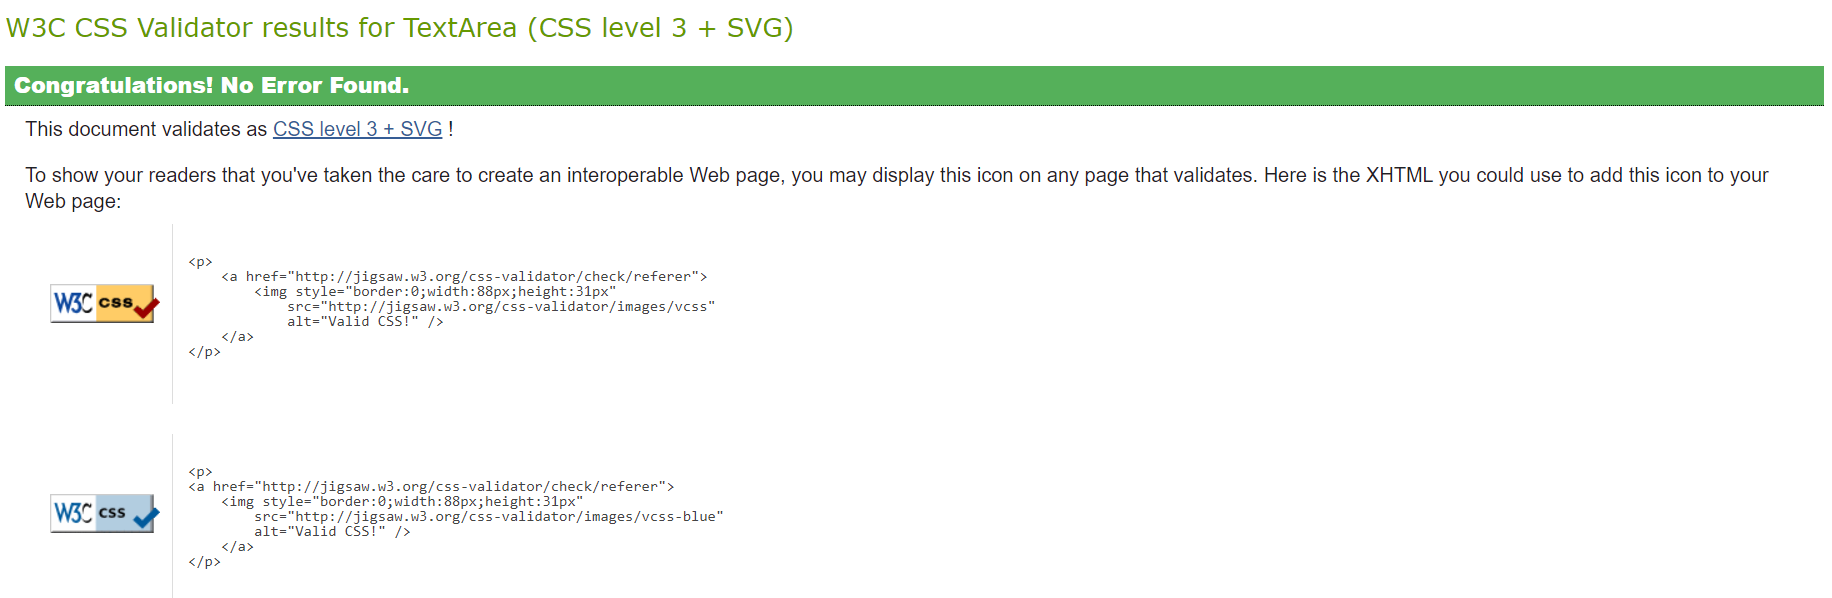 W3C CSS Validator results for TextArea (CSS level 3 + SVG)
Congratulations! No Error Found.
This document validates as CSS level 3 + SVG !
To show your readers that you've taken the care to create an interoperable Web page, you may display this icon on any page that validates. Here is the XHTML you could use to add this icon to your
Web page:
W3C css
<p>
    <a href="http://jigsaw.w3.org/css-validator/check/referer">
        <img style="border:0;width:88px;height:31px"
            src="http://jigsaw.w3.org/css-validator/images/vcss"
            alt="Valid CSS!" />
    </a>
</p>
W3C css
<p>
<a href="http://jigsaw.w3.org/css-validator/check/referer">
    <img style="border:0;width:88px;height:31px"
        src="http://jigsaw.w3.org/css-validator/images/vcss-blue"
        alt="Valid CSS!" />
    </a>
</p>